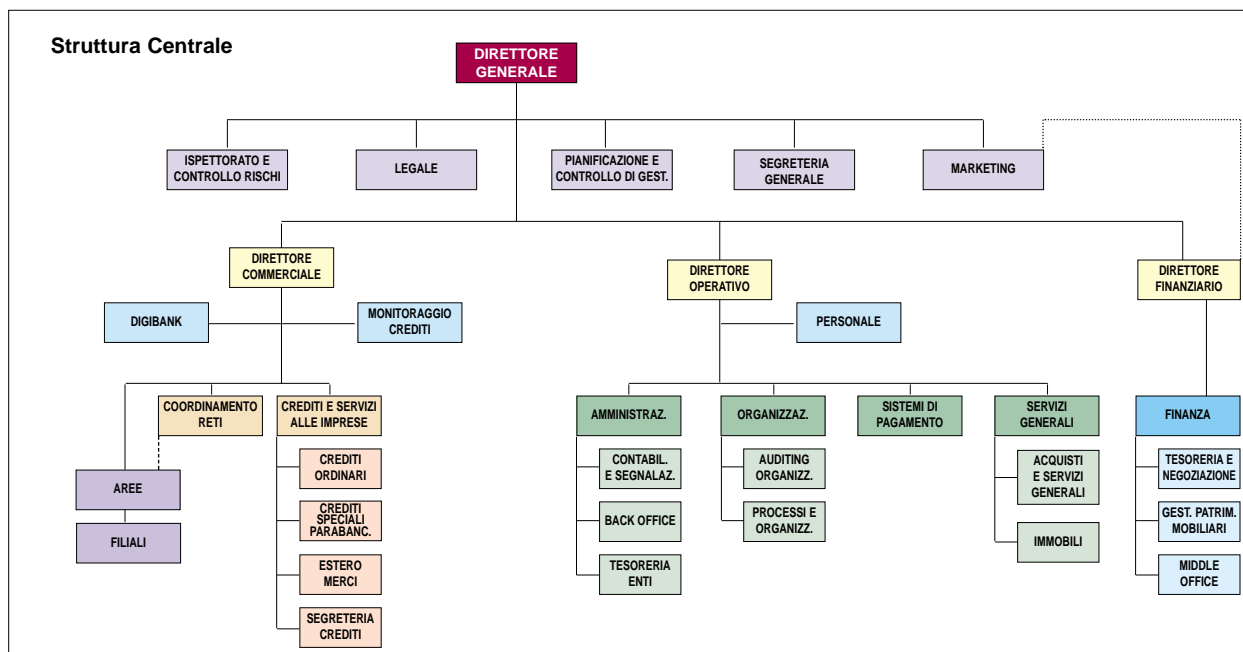 Struttura Centrale
DIRETTORE
GENERALE
ISPETTORATO E
CONTROLLO RISCHI
LEGALE
PIANIFICAZIONE E
CONTROLLO DI GEST.
SEGRETERIA
GENERALE
MARKETING
DIRETTORE
COMMERCIALE
DIRETTORE
OPERATIVO
DIRETTORE
FINANZIARIO
DIGIBANK
MONITORAGGIO
CREDITI
PERSONALE
COORDINAMENTO
RETI
CREDITI E SERVIZI
ALLE IMPRESE
AMMINISTRAZ.
ORGANIZZAZ.
SISTEMI DI
PAGAMENTO
SERVIZI
GENERALI
FINANZA
AREE
FILIALI
CREDITI
ORDINARI
CREDITI
SPECIALI
PARABANC.
ESTERO
MERCI
SEGRETERIA
CREDITI
CONTABIL.
E SEGNALAZ.
BACK OFFICE
TESORERIA
ENTI
AUDITING
ORGANIZZ.
PROCESSI E
ORGANIZZ.
ACQUISTI
E SERVIZI
GENERALI
IMMOBILI
TESORERIA E
NEGOZIAZIONE
GEST. PATRIM.
MOBILIARI
MIDDLE
OFFICE